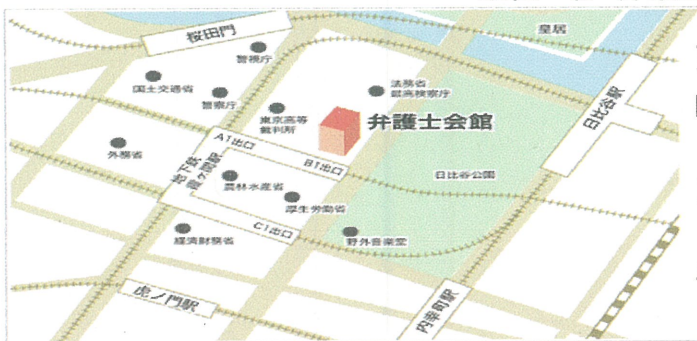 皇居
桜田門
警視庁
国土交通省
警察庁
法務省
最高検察庁
東京高等
裁判所
弁護士会館
日比谷駅
外務省
A1出口
B1出口
地下鉄
霞ケ関駅
農林水産省
日比谷公園
厚生労働省
C1出口
経済財務省
野外音楽堂
虎ノ門駅
内幸町駅